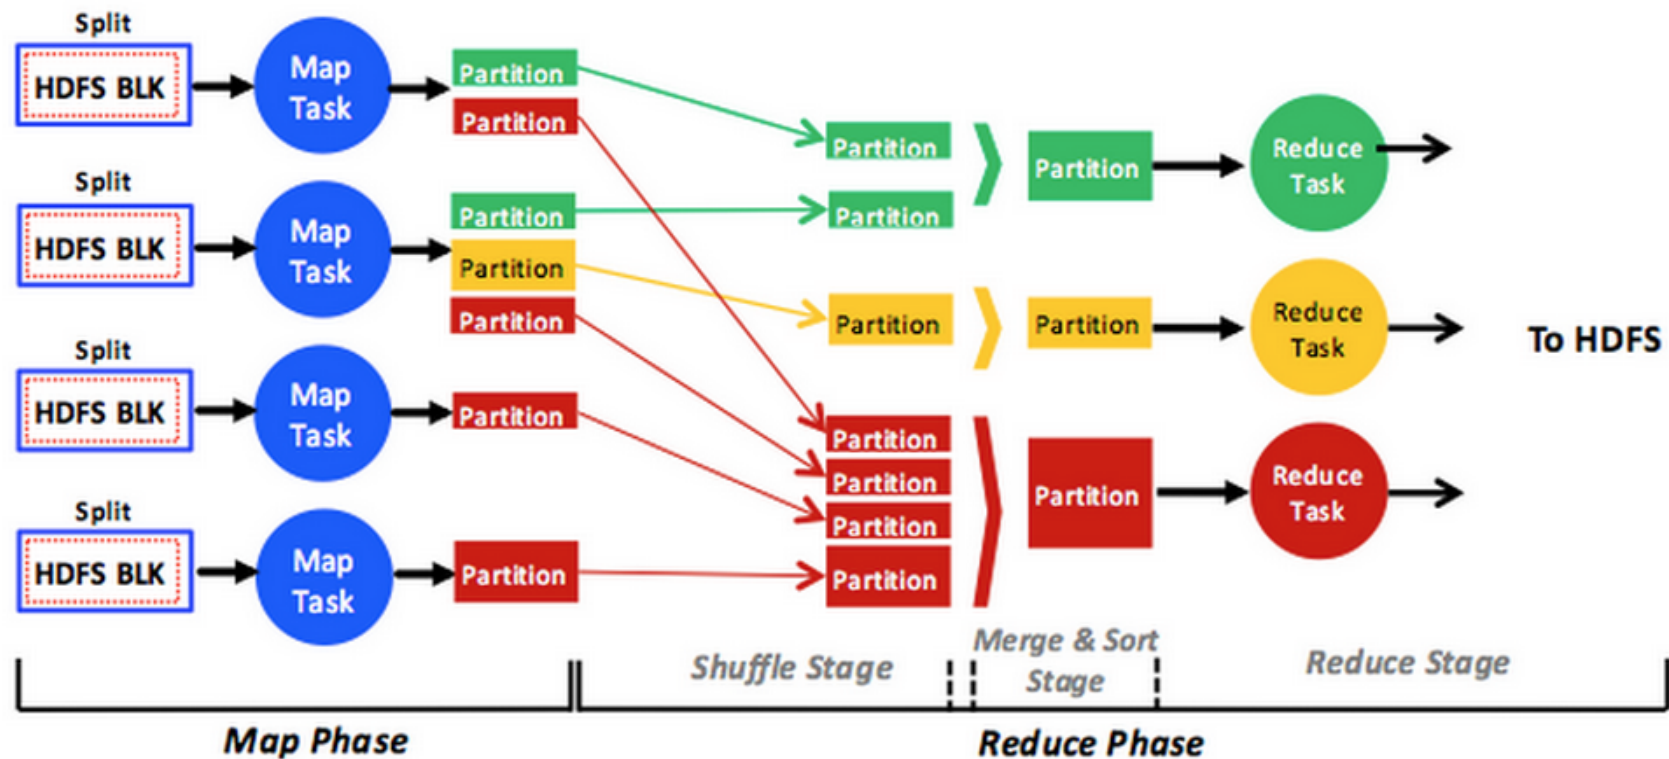 Split
HDFS BLK
Map
Task
Partition
Partition
Split
HDFS BLK
Map
Task
Partition
Partition
Partition
Split
HDFS BLK
Map
Task
Partition
Split
HDFS BLK
Map
Task
Partition
Partition
Partition
Partition
Partition
Partition
Partition
Partition
Partition
Partition
Partition
Reduce
Task
Reduce
Task
Reduce
Task
To HDFS
Shuffle Stage
Merge & Sort
Stage
Reduce Stage
Map Phase
Reduce Phase